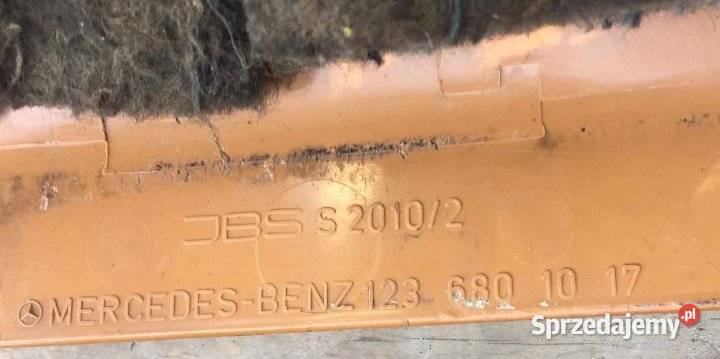 JBS S 2010/2
MERCEDES-BENZ 123 680 10 17
Sprzedajemy.pl